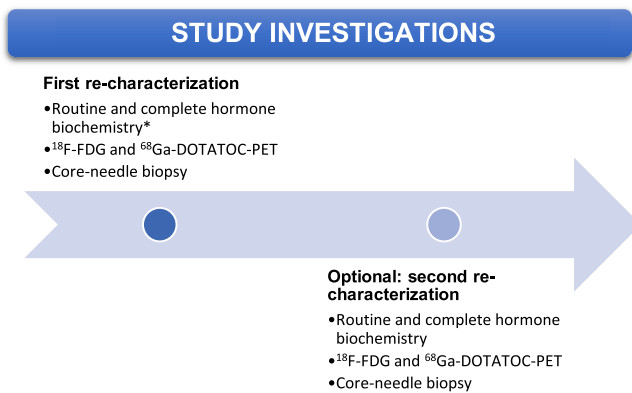 STUDY INVESTIGATIONS
First re-characterization
•Routine and complete hormone
biochemistry*
•¹⁸F-FDG and ⁶⁸Ga-DOTATOC-PET
•Core-needle biopsy
Optional: second re-
characterization
•Routine and complete hormone
biochemistry
•¹⁸F-FDG and ⁶⁸Ga-DOTATOC-PET
•Core-needle biopsy